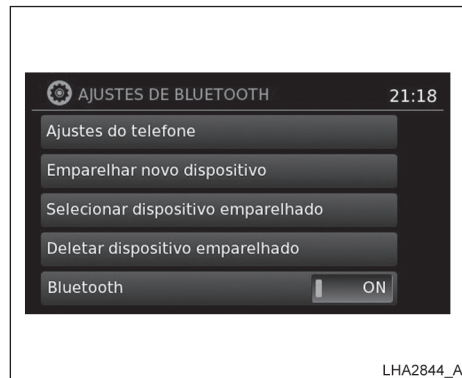 AJUSTES DE BLUETOOTH 21:18
Ajustes do telefone
Emparelhar novo dispositivo
Selecionar dispositivo emparelhado
Deletar dispositivo emparelhado
Bluetooth ON
LHA2844_A